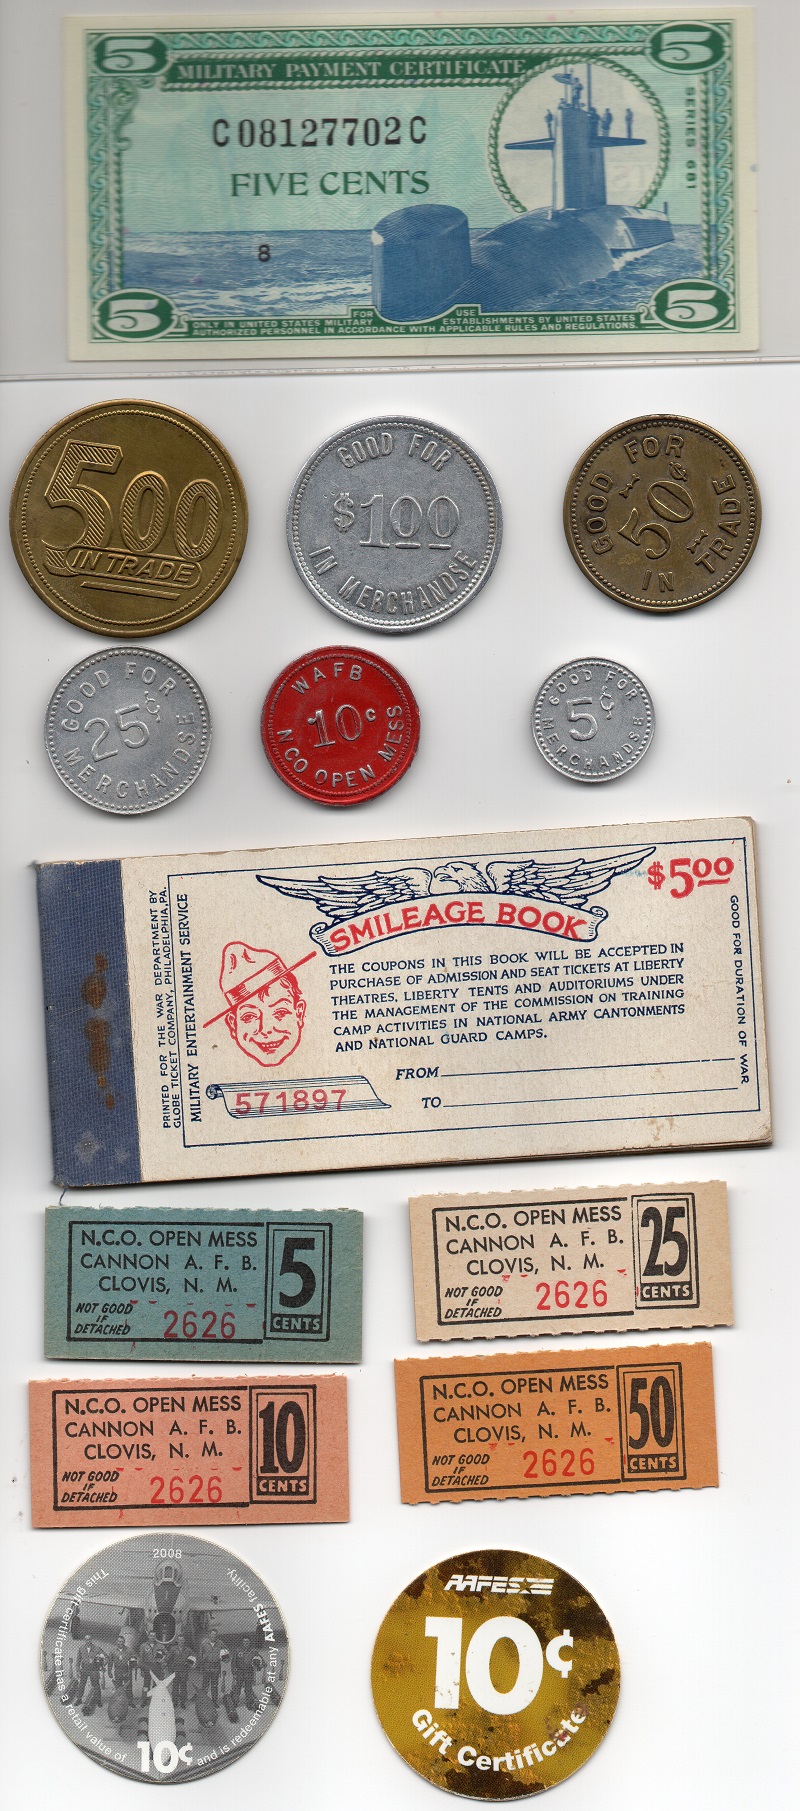 5
5
MILITARY PAYMENT CERTIFICATE
C08127702C
FIVE CENTS
8
SERIES 681
5
5
FOR USE
ONLY IN UNITED STATES MILITARY ESTABLISHMENTS BY UNITED STATES
AUTHORIZED PERSONNEL IN ACCORDANCE WITH APPLICABLE RULES AND REGULATIONS.
500
IN TRADE
GOOD FOR
$100
IN MERCHANDSE
GOOD FOR
50¢
IN TRADE
GOOD FOR
25¢
MERCHANDSE
WAFB
10c
NCO OPEN MESS
GOOD FOR
5¢
MERCHANDSE
PRINTED FOR THE WAR DEPARTMENT BY
GLOBE TICKET COMPANY, PHILADELPHIA, PA.
MILITARY ENTERTAINMENT SERVICE
$5.00
SMILEAGE BOOK
THE COUPONS IN THIS BOOK WILL BE ACCEPTED IN
PURCHASE OF ADMISSION AND SEAT TICKETS AT LIBERTY
THEATRES, LIBERTY TENTS AND AUDITORIUMS UNDER
THE MANAGEMENT OF THE COMMISSION ON TRAINING
CAMP ACTIVITIES IN NATIONAL ARMY CANTONMENTS
AND NATIONAL GUARD CAMPS.
FROM
TO
571897
GOOD FOR DURATION OF WAR
N.C.O. OPEN MESS
CANNON A. F. B.
CLOVIS, N. M.
NOT GOOD
IF
DETACHED
2626
5
CENTS
N.C.O. OPEN MESS
CANNON A. F. B.
CLOVIS, N. M.
NOT GOOD
IF
DETACHED
2626
25
CENTS
N.C.O. OPEN MESS
CANNON A. F. B.
CLOVIS, N. M.
NOT GOOD
IF
DETACHED
2626
10
CENTS
N.C.O. OPEN MESS
CANNON A. F. B.
CLOVIS, N. M.
NOT GOOD
IF
DETACHED
2626
50
CENTS
2008
This gift certificate has a retail value of 10¢ and is redeemable at any AAFES facility.
AAFES
10¢
Gift Certificate